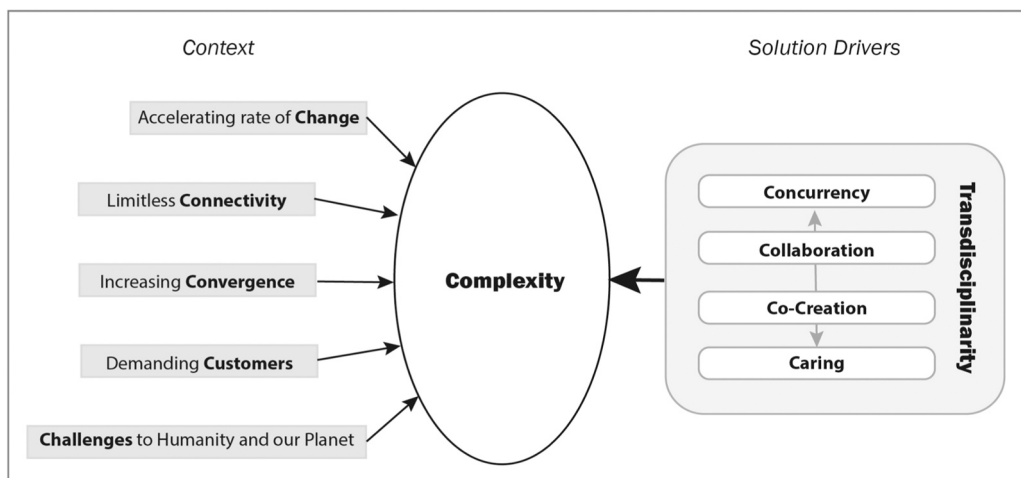 Context
Solution Drivers
Accelerating rate of Change
Limitless Connectivity
Increasing Convergence
Demanding Customers
Challenges to Humanity and our Planet
Complexity
Concurrency
Collaboration
Co-Creation
Caring
Transdisciplinarity